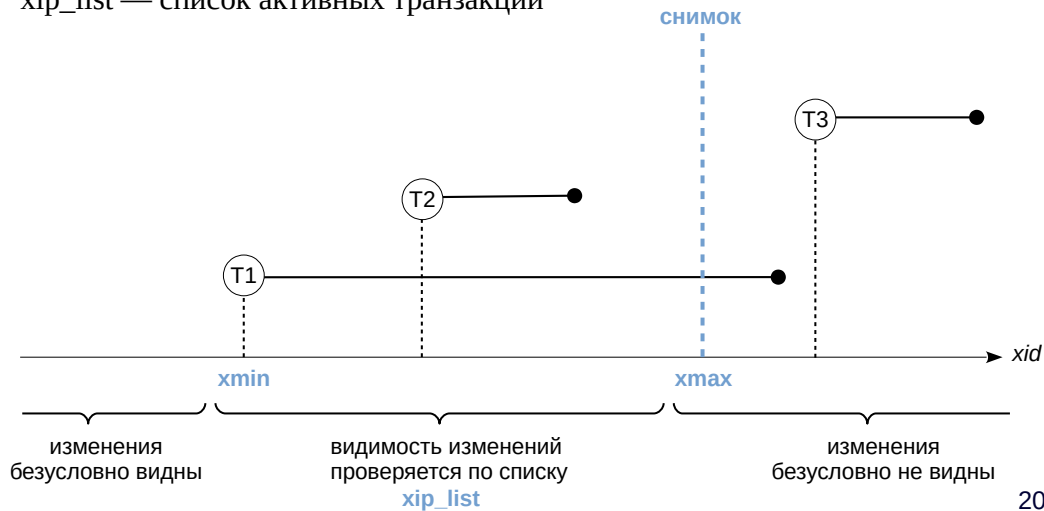 xip_list — список активных транзакций
снимок
T3
T2
T1
xid
xmin
xmax
изменения
безусловно видны
видимость изменений
проверяется по списку
xip_list
изменения
безусловно не видны
20